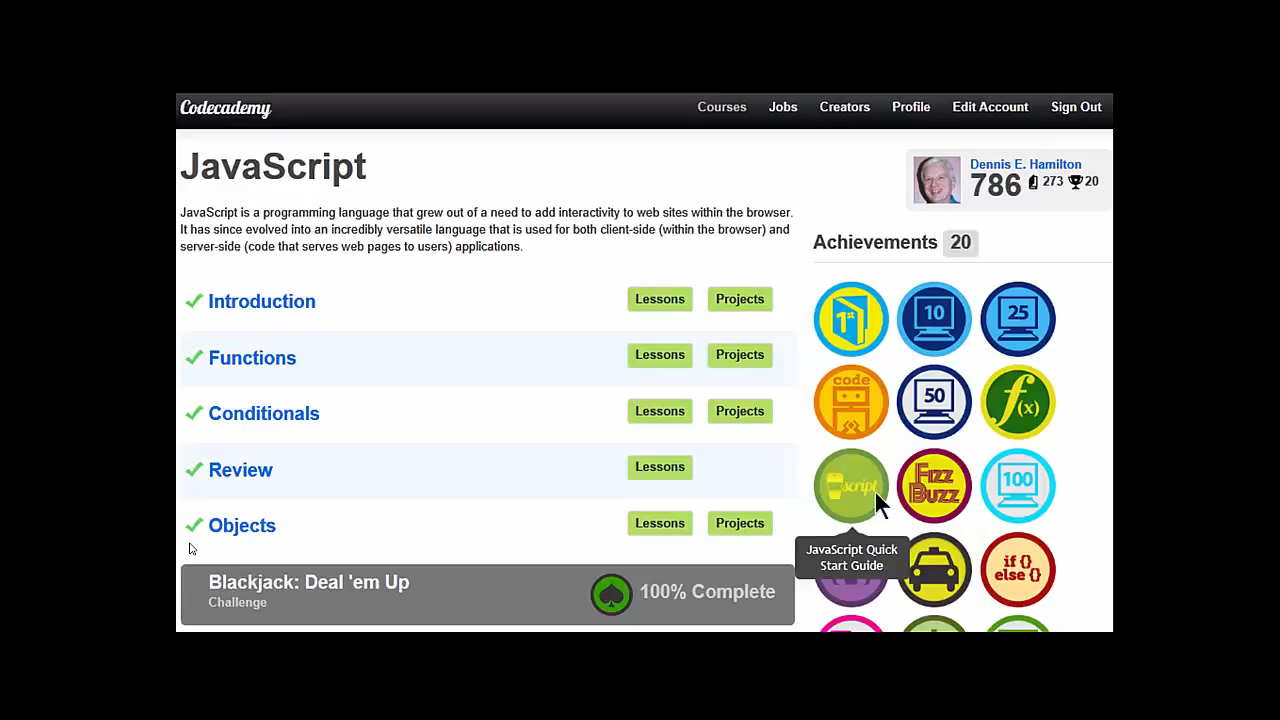 Codecademy
Courses Jobs Creators Profile Edit Account Sign Out
JavaScript
Dennis E. Hamilton
786 273 20
JavaScript is a programming language that grew out of a need to add interactivity to web sites within the browser.
It has since evolved into an incredibly versatile language that is used for both client-side (within the browser) and
server-side (code that serves web pages to users) applications.
Achievements 20
Introduction Lessons Projects
Functions Lessons Projects
Conditionals Lessons Projects
Review Lessons
Objects Lessons Projects
Blackjack: Deal 'em Up
Challenge
100% Complete
1st 10 25
code 50 f(x)
script Fizz Buzz 100
JavaScript Quick
Start Guide
if {}
else {}